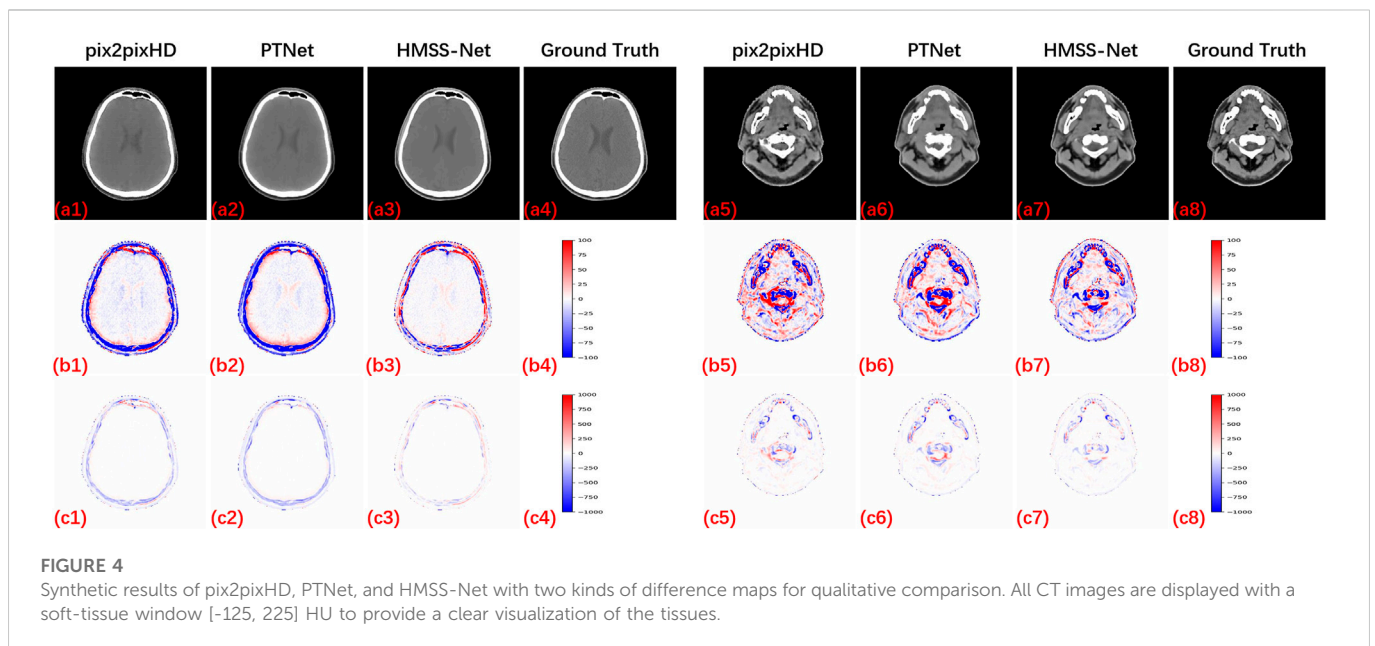 pix2pixHD PTNet HMSS-Net Ground Truth pix2pixHD PTNet HMSS-Net Ground Truth
(a1) (a2) (a3) (a4) (a5) (a6) (a7) (a8)
100 100
75 75
50 50
25 25
0 0
−25 −25
−50 −50
−75 −75
−100 −100
(b1) (b2) (b3) (b4) (b5) (b6) (b7) (b8)
1000 1000
750 750
500 500
250 250
0 0
−250 −250
−500 −500
−750 −750
−1000 −1000
(c1) (c2) (c3) (c4) (c5) (c6) (c7) (c8)
FIGURE 4
Synthetic results of pix2pixHD, PTNet, and HMSS-Net with two kinds of difference maps for qualitative comparison. All CT images are displayed with a
soft-tissue window [-125, 225] HU to provide a clear visualization of the tissues.